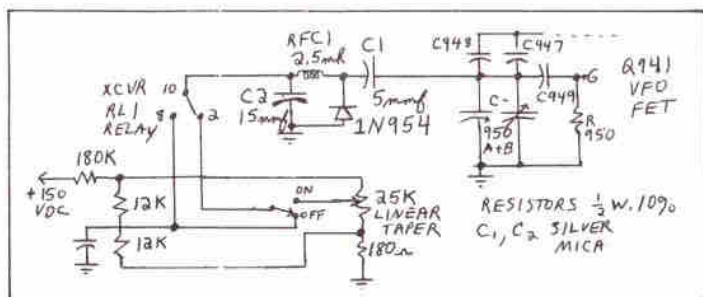 RFC1
2.5mh
C1
5mmf
C948
C947
C949
G
Q941
VFO
FET
XCVR
RL1
RELAY
10
8
2
C2
15mmf
1N954
C-
950
A+B
R
950
180K
+150
VDC
12K
12K
ON
OFF
25K
LINEAR
TAPER
180Ω
RESISTORS ½ W. 10%
C1, C2 SILVER
MICA